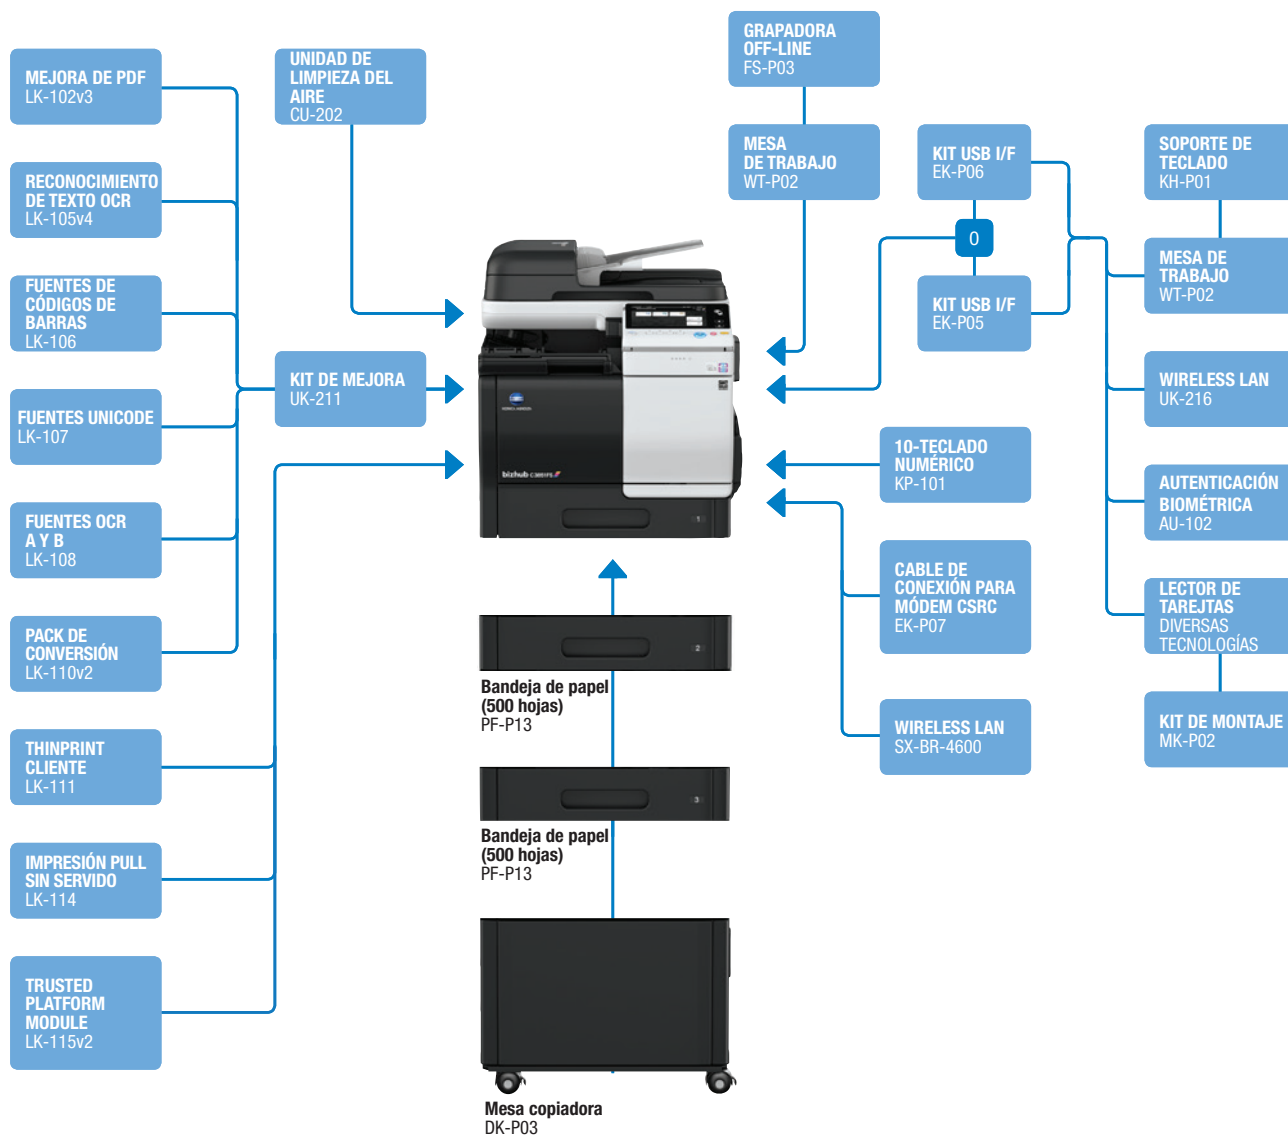 MEJORA DE PDF
LK-102v3
RECONOCIMIENTO
DE TEXTO OCR
LK-105v4
FUENTES DE
CÓDIGOS DE
BARRAS
LK-106
FUENTES UNICODE
LK-107
FUENTES OCR
A Y B
LK-108
PACK DE
CONVERSIÓN
LK-110v2
THINPRINT
CLIENTE
LK-111
IMPRESIÓN PULL
SIN SERVIDO
LK-114
TRUSTED
PLATFORM
MODULE
LK-115v2
UNIDAD DE
LIMPIEZA DEL
AIRE
CU-202
KIT DE MEJORA
UK-211
KONICA MINOLTA
bizhub C3851FS
1
2
Bandeja de papel
(500 hojas)
PF-P13
3
Bandeja de papel
(500 hojas)
PF-P13
Mesa copiadora
DK-P03
GRAPADORA
OFF-LINE
FS-P03
MESA
DE TRABAJO
WT-P02
KIT USB I/F
EK-P06
0
KIT USB I/F
EK-P05
10-TECLADO
NUMÉRICO
KP-101
CABLE DE
CONEXIÓN PARA
MÓDEM CSRC
EK-P07
WIRELESS LAN
SX-BR-4600
SOPORTE DE
TECLADO
KH-P01
MESA DE
TRABAJO
WT-P02
WIRELESS LAN
UK-216
AUTENTICACIÓN
BIOMÉTRICA
AU-102
LECTOR DE
TAREJTAS
DIVERSAS
TECNOLOGÍAS
KIT DE MONTAJE
MK-P02